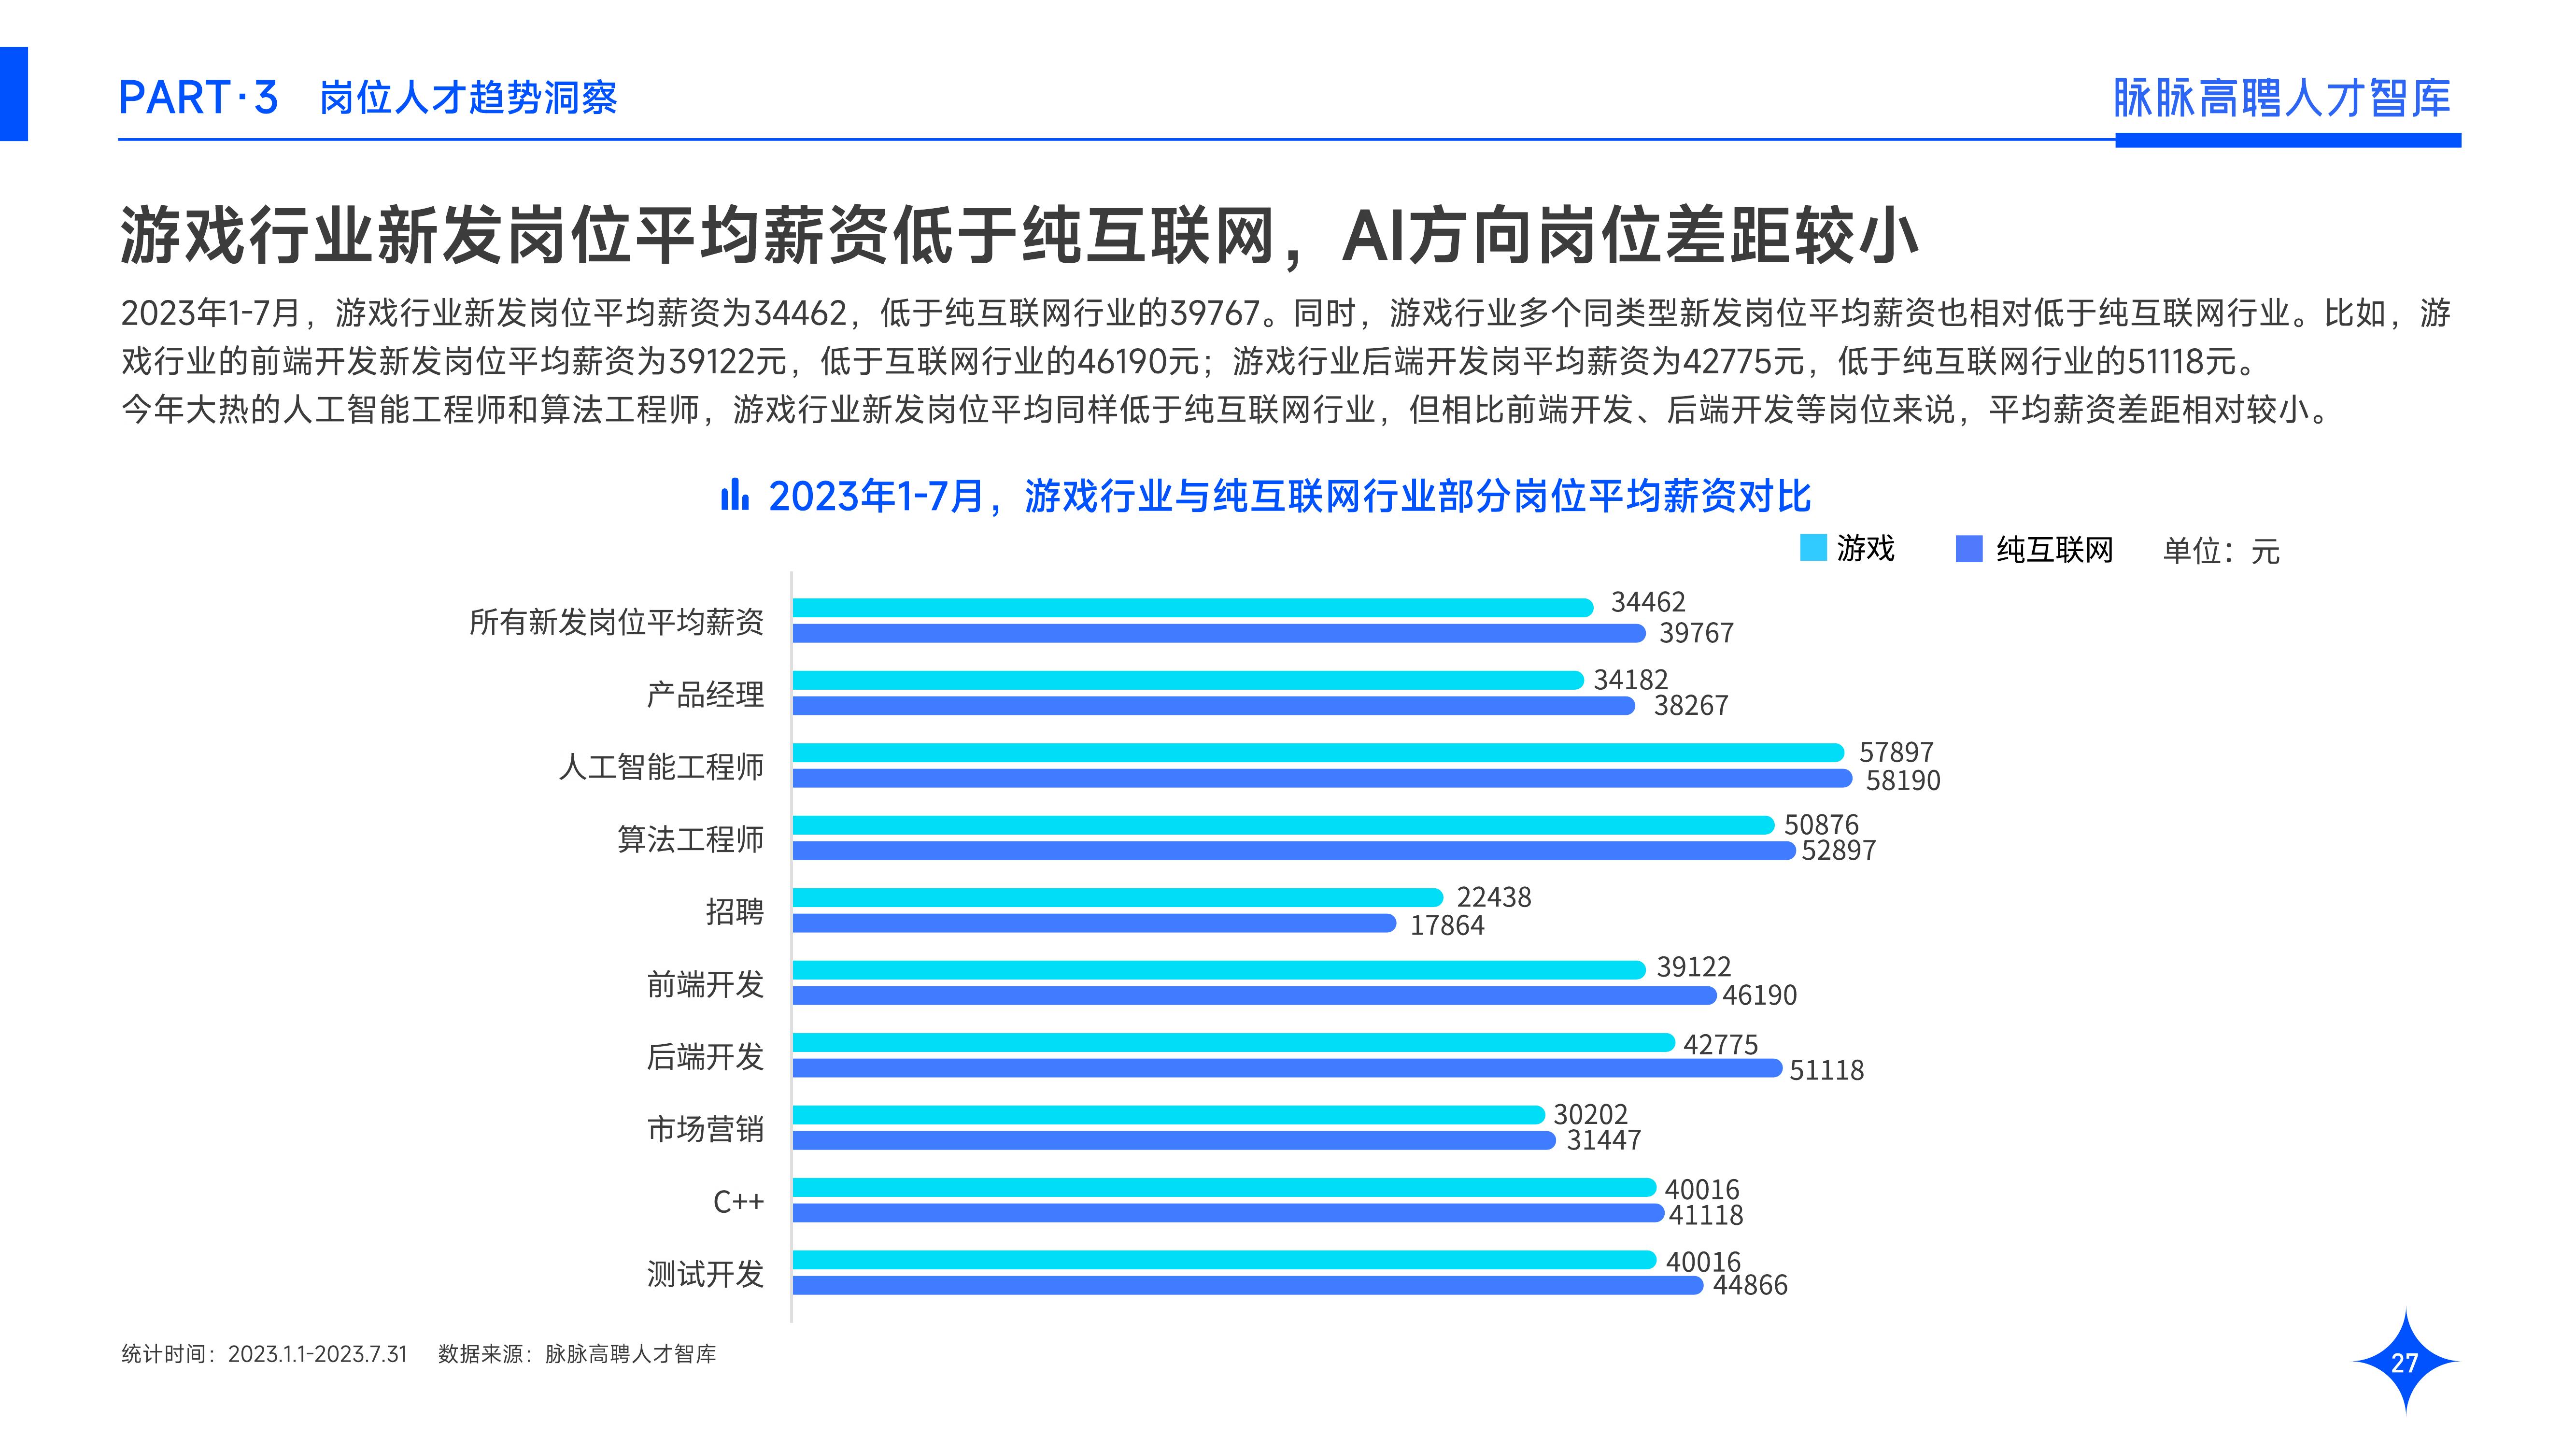 PART·3 岗位人才趋势洞察
脉脉高聘人才智库
游戏行业新发岗位平均薪资低于纯互联网，AI方向岗位差距较小
2023年1-7月，游戏行业新发岗位平均薪资为34462，低于纯互联网行业的39767。同时，游戏行业多个同类型新发岗位平均薪资也相对低于纯互联网行业。比如，游
戏行业的前端开发新发岗位平均薪资为39122元，低于互联网行业的46190元；游戏行业后端开发岗平均薪资为42775元，低于纯互联网行业的51118元。
今年大热的人工智能工程师和算法工程师，游戏行业新发岗位平均同样低于纯互联网行业，但相比前端开发、后端开发等岗位来说，平均薪资差距相对较小。
2023年1-7月，游戏行业与纯互联网行业部分岗位平均薪资对比
游戏 纯互联网 单位：元
所有新发岗位平均薪资
34462
39767
产品经理
34182
38267
人工智能工程师
57897
58190
算法工程师
50876
52897
招聘
22438
17864
前端开发
39122
46190
后端开发
42775
51118
市场营销
30202
31447
C++
40016
41118
测试开发
40016
44866
统计时间：2023.1.1-2023.7.31 数据来源：脉脉高聘人才智库
27